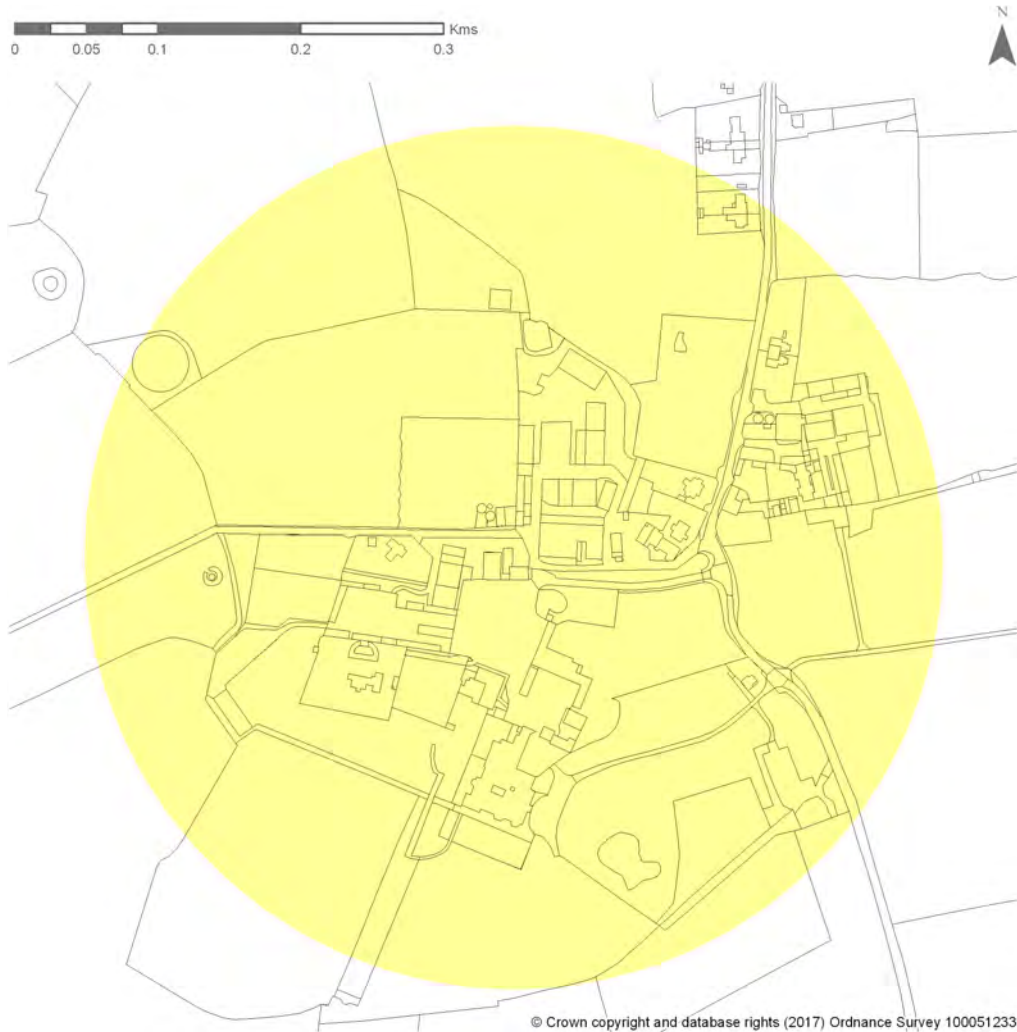 Kms
0 0.05 0.1 0.2 0.3
N
© Crown copyright and database rights (2017) Ordnance Survey 100051233